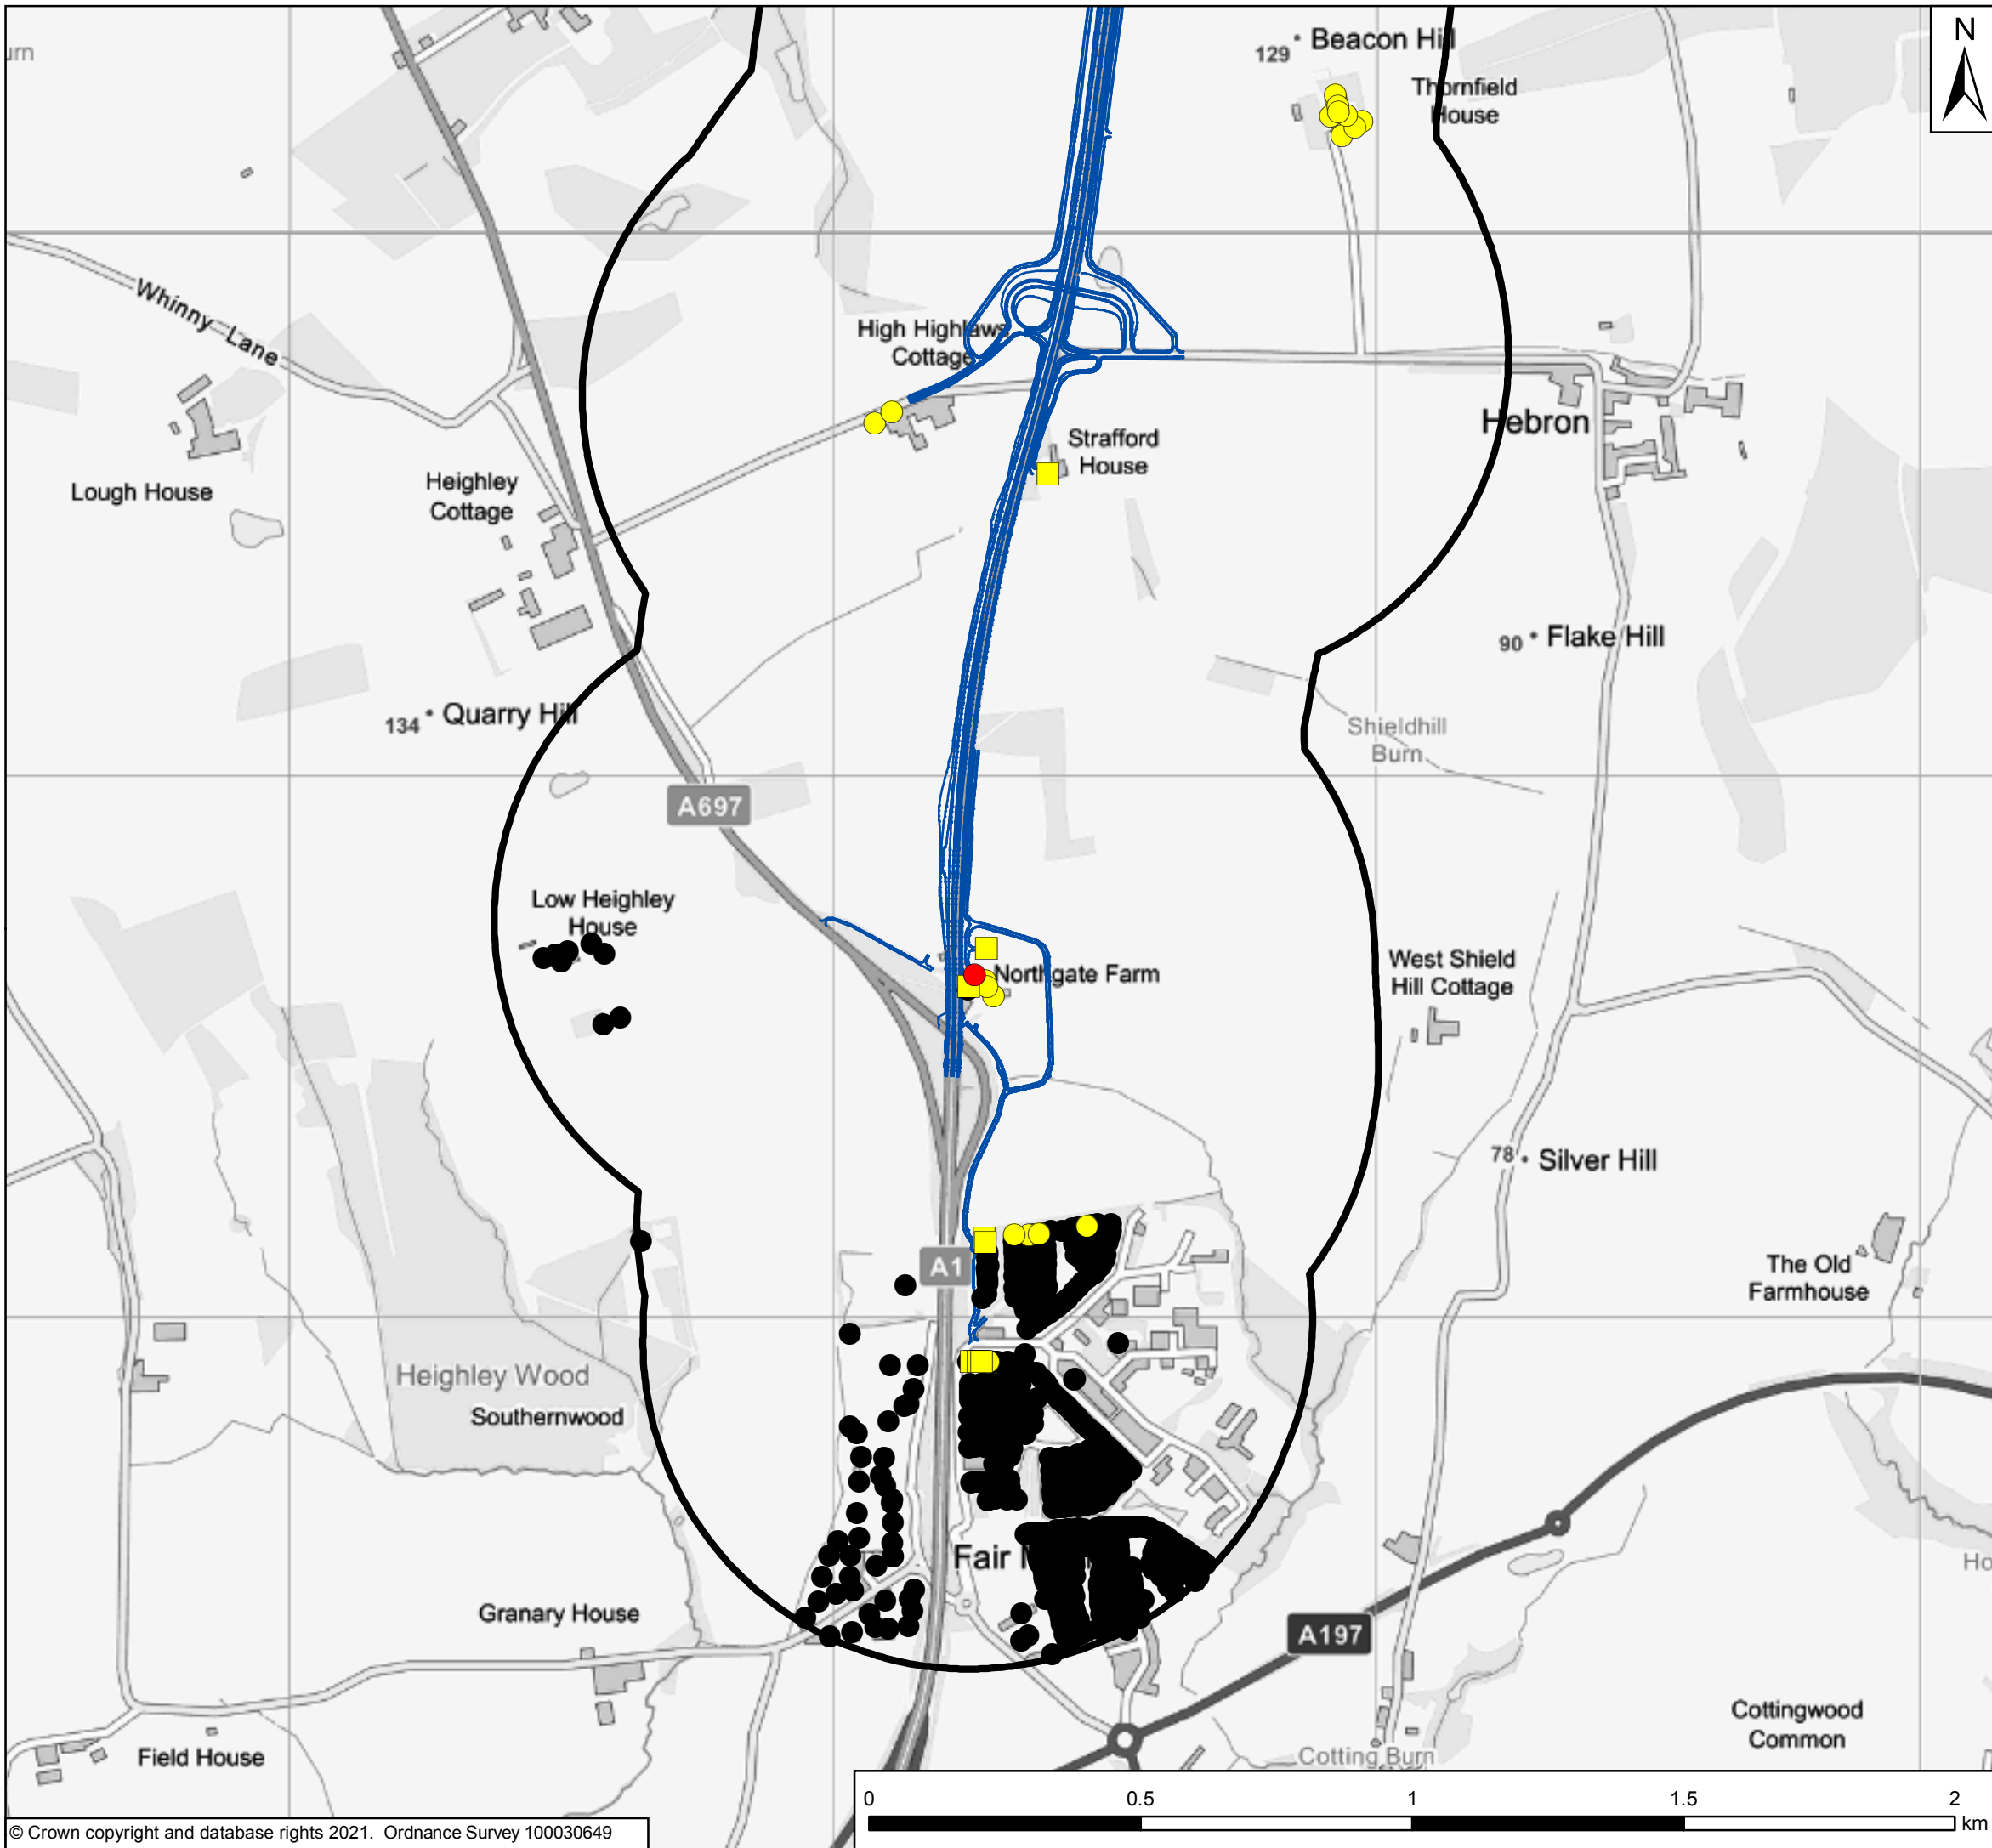 N
129 Beacon Hill
Thornfield
House
Whinny Lane
High Highlaws
Cottage
Strafford
House
Hebron
Lough House
Heighley
Cottage
90 Flake Hill
134 Quarry Hill
Shieldhill
Burn
A697
Low Heighley
House
Northgate Farm
West Shield
Hill Cottage
78 Silver Hill
A1
The Old
Farmhouse
Heighley Wood
Southernwood
Fair
Granary House
A197
Cottingwood
Common
Field House
Cotting Burn
0 0.5 1 1.5 2
km
© Crown copyright and database rights 2021. Ordnance Survey 100030649